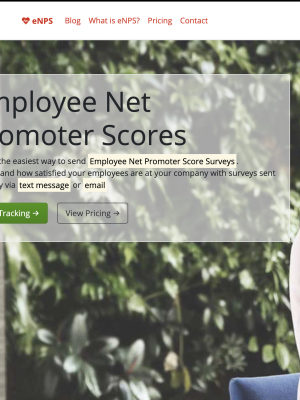 eNPS Blog What is eNPS? Pricing Contact
mployee Net
omoter Scores
the easiest way to send Employee Net Promoter Score Surveys.
and how satisfied your employees are at your company with surveys sent
y via text message or email
Tracking → View Pricing →